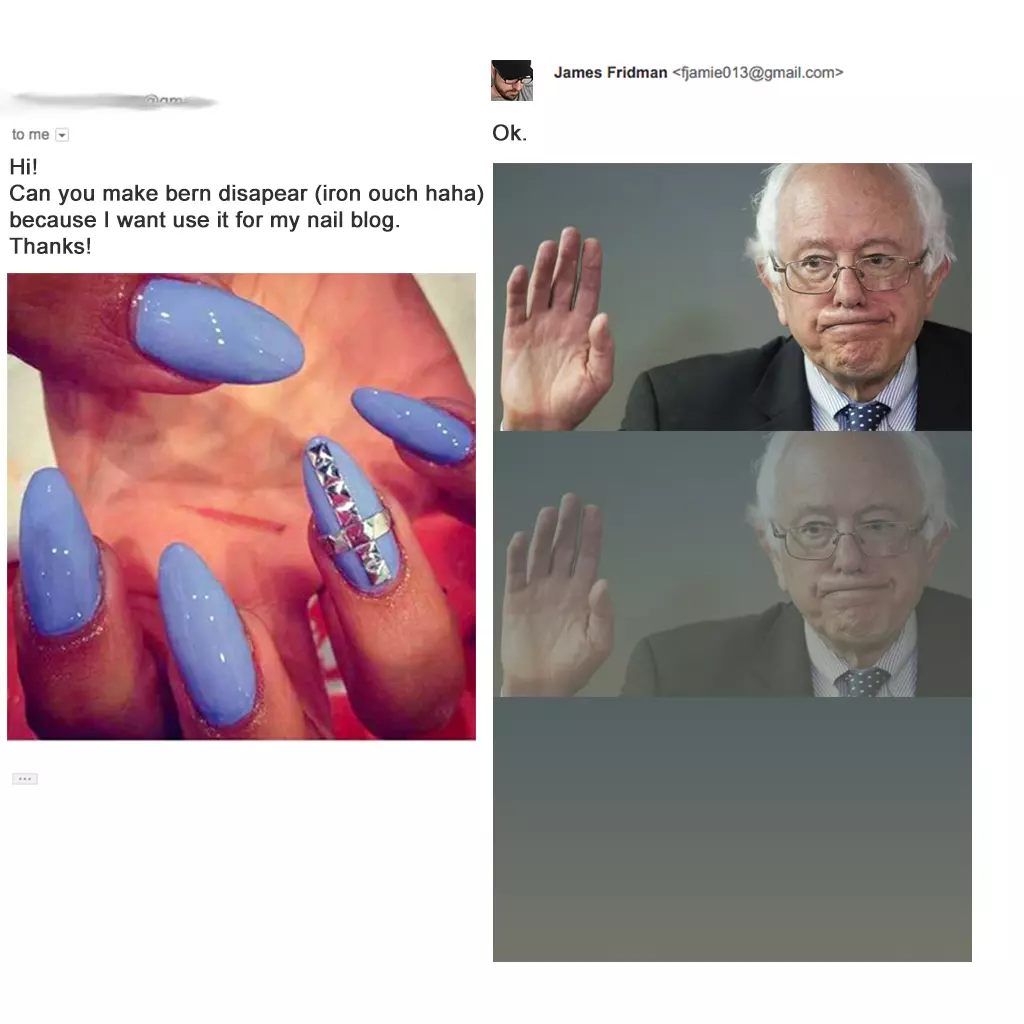 to me
Hi!
Can you make bern disapear (iron ouch haha)
because I want use it for my nail blog.
Thanks!
James Fridman <fjamie013@gmail.com>
Ok.